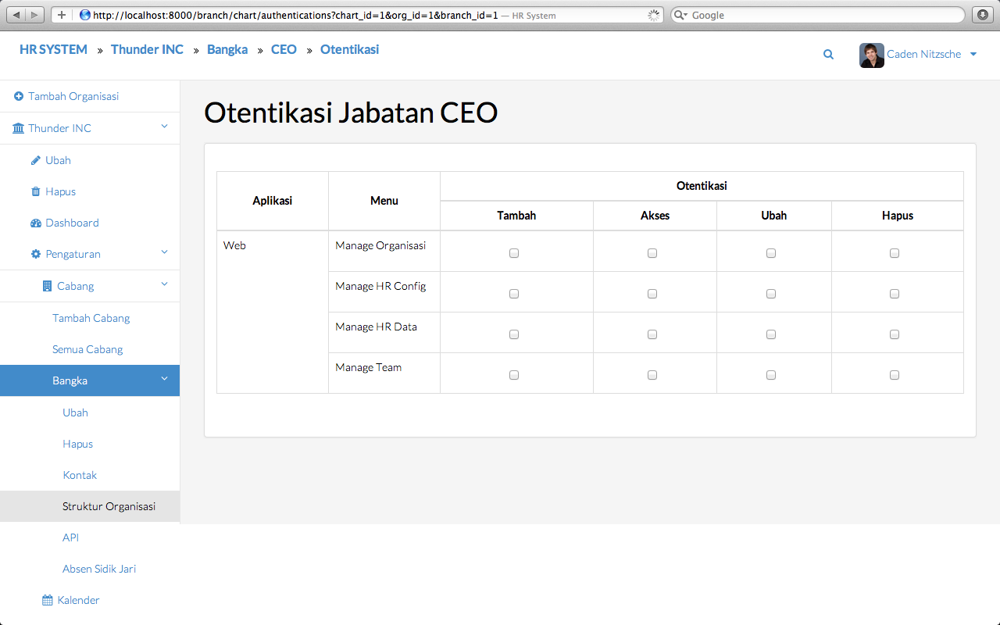 http://localhost:8000/branch/chart/authentications?chart_id=1&org_id=1&branch_id=1 — HR System
Google
HR SYSTEM » Thunder INC » Bangka » CEO » Otentikasi
Caden Nitzsche
Tambah Organisasi
Thunder INC
Ubah
Hapus
Dashboard
Pengaturan
Cabang
Tambah Cabang
Semua Cabang
Bangka
Ubah
Hapus
Kontak
Struktur Organisasi
API
Absen Sidik Jari
Kalender
Otentikasi Jabatan CEO
Aplikasi Menu Otentikasi
Tambah Akses Ubah Hapus
Web Manage Organisasi
Manage HR Config
Manage HR Data
Manage Team